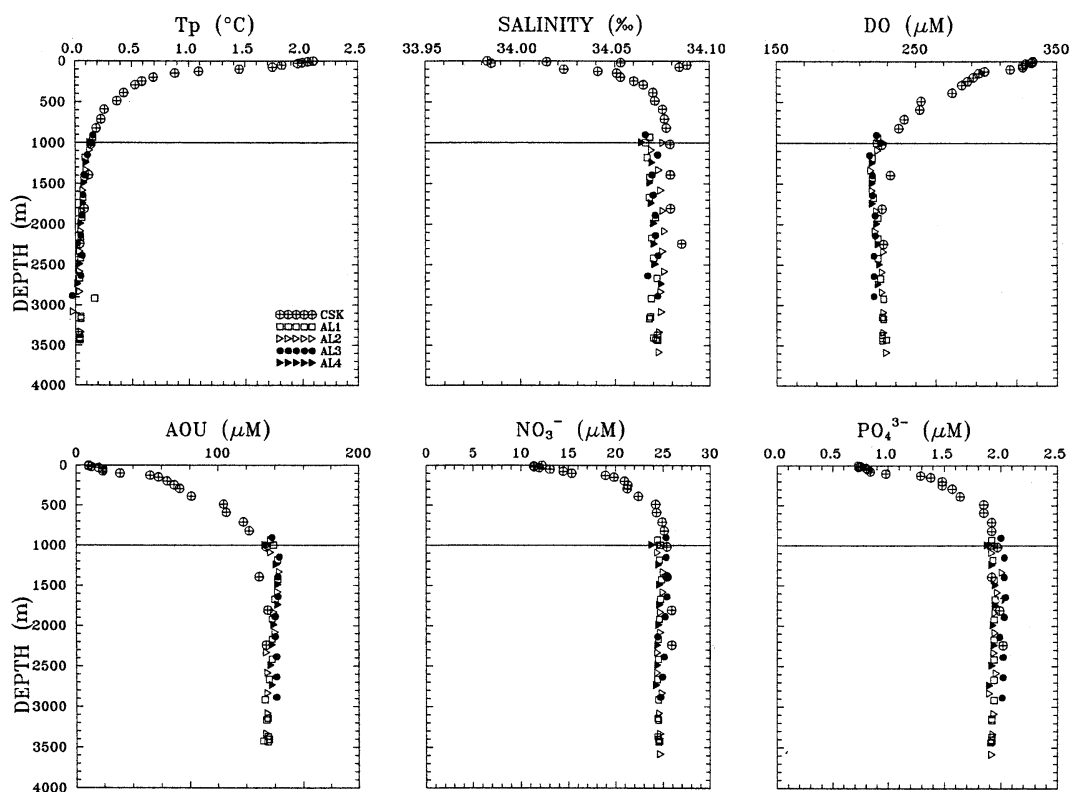 Tp (°C)
SALINITY (‰)
DO (μM)
0.0 0.5 1.0 1.5 2.0 2.5
33.95 34.00 34.05 34.10
150 250 350
0
500
1000
1500
2000
2500
3000
3500
4000
DEPTH (m)
CSK
AL1
AL2
AL3
AL4
AOU (μM)
NO₃⁻ (μM)
PO₄³⁻ (μM)
0 100 200
0 5 10 15 20 25 30
0.0 0.5 1.0 1.5 2.0 2.5
0
500
1000
1500
2000
2500
3000
3500
4000
DEPTH (m)